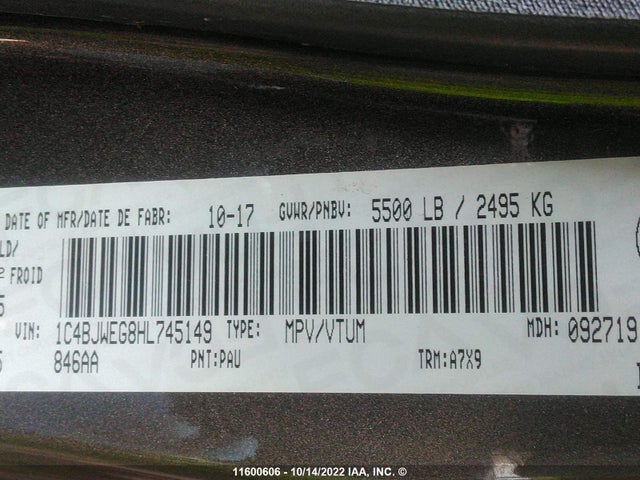 DATE OF MFR/DATE DE FABR: 10-17 GVWR/PNBV: 5500 LB / 2495 KG
LD/
FROID
5
VIN: 1C4BJWEG8HL745149 TYPE: MPV/VTUM MDH: 092719
846AA PNT:PAU TRM:A7X9
11600606 - 10/14/2022 IAA, INC. ©